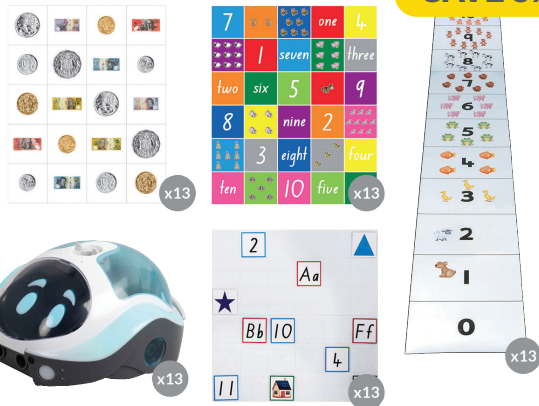 x13
7 one 4
1 seven three
two six 5 9
8 nine 2
3 eight four
ten 10 five
x13
9
8
7
6
5
4
3
2
1
0
x13
x13
2
Aa
Bb 10 Ff
4
11
x13